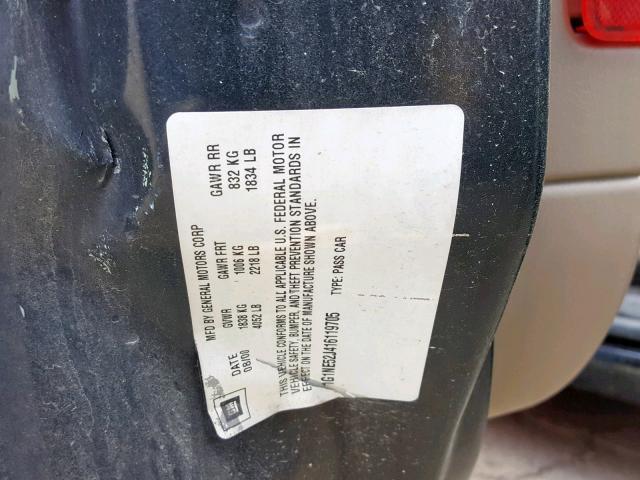 MFD BY GENERAL MOTORS CORP
DATE GVWR GAWR FRT GAWR RR
08/00 1838 KG 1006 KG 832 KG
4052 LB 2218 LB 1834 LB
THIS VEHICLE CONFORMS TO ALL APPLICABLE U.S. FEDERAL MOTOR
VEHICLE SAFETY, BUMPER, AND THEFT PREVENTION STANDARDS IN
EFFECT ON THE DATE OF MANUFACTURE SHOWN ABOVE.
1G1NE52J416119705 TYPE: PASS CAR